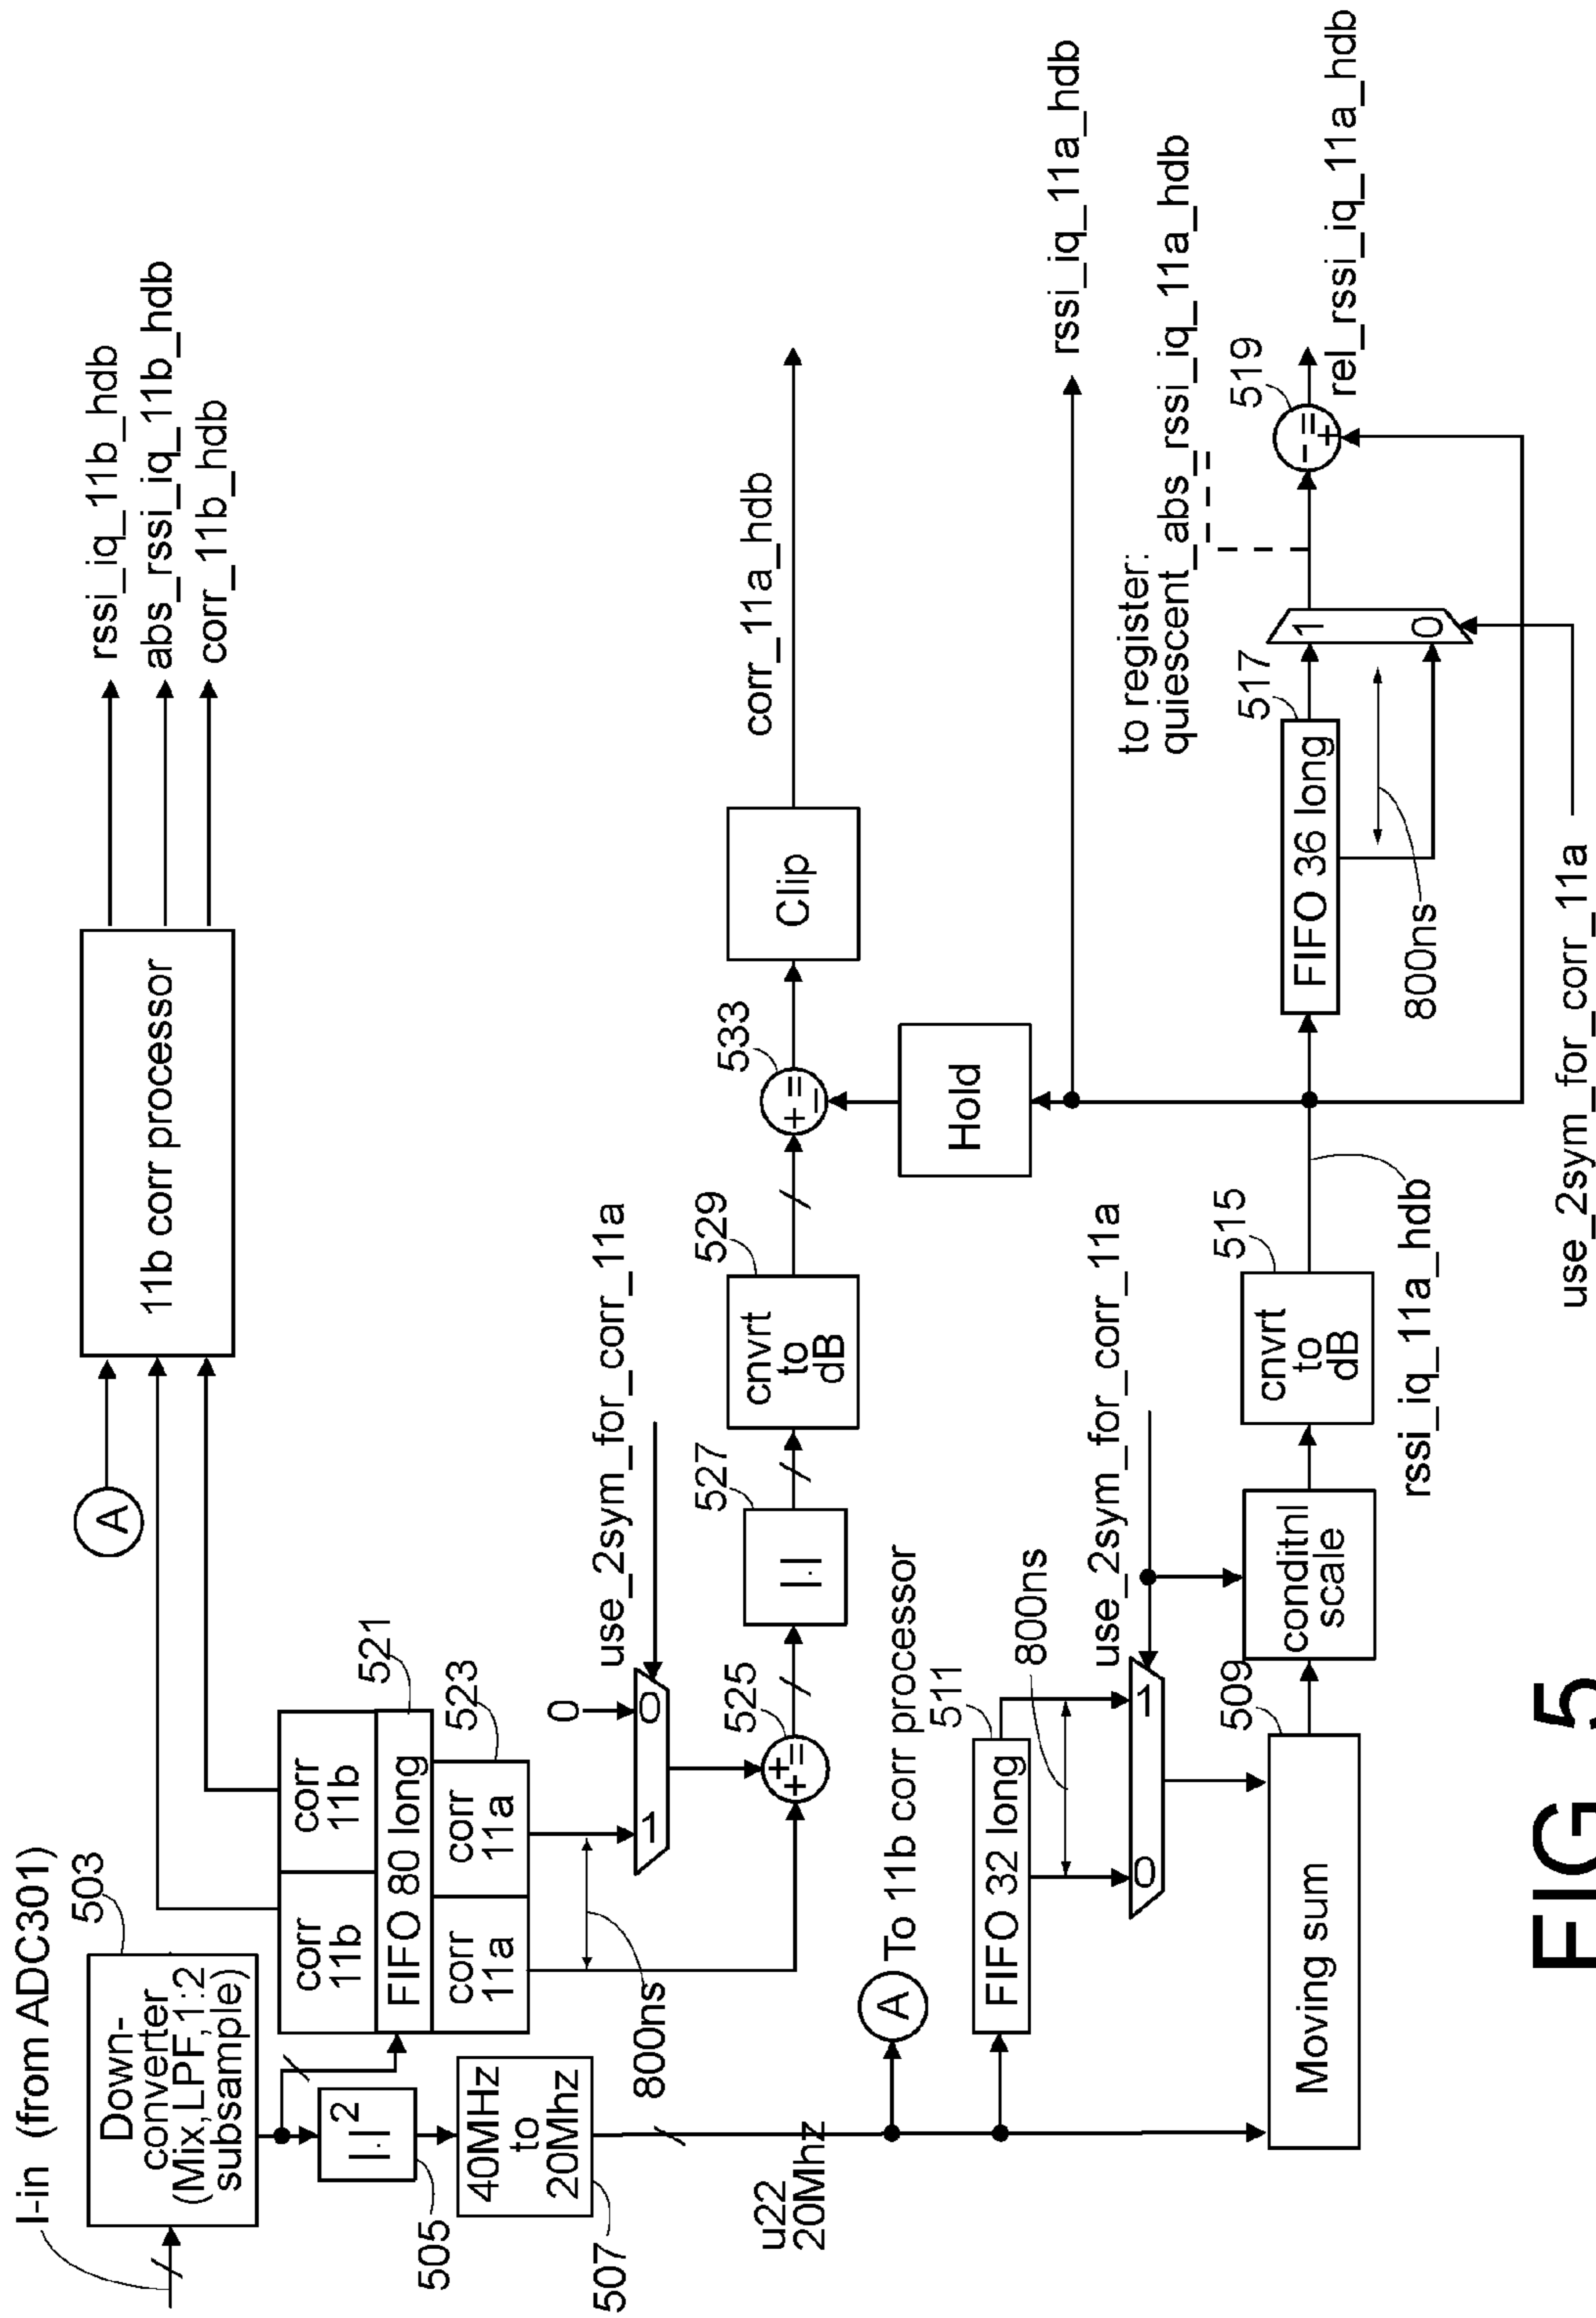 I-in (from ADC301)
503
Down-
converter
(Mix,LPF,1:2
subsample)
|·|²
505
40MHz
to
20Mhz
507
corr
11b
corr
11b
FIFO 80 long
521
corr
11a
corr
11a
523
800ns
A
11b corr processor
rssi_iq_11b_hdb
abs_rssi_iq_11b_hdb
corr_11b_hdb
0
1
0
use_2sym_for_corr_11a
+
+
=
525
|·|
527
cnvrt
to
dB
529
+
=
−
533
Clip
corr_11a_hdb
Hold
rssi_iq_11a_hdb
u22
20Mhz
A
To 11b corr processor
FIFO 32 long
511
800ns
0
1
use_2sym_for_corr_11a
Moving sum
509
conditnl
scale
cnvrt
to
dB
515
rssi_iq_11a_hdb
FIFO 36 long
517
800ns
1
0
use_2sym_for_corr_11a
to register:
quiescent_abs_rssi_iq_11a_hdb
-
=
+
519
rel_rssi_iq_11a_hdb
FIG 5